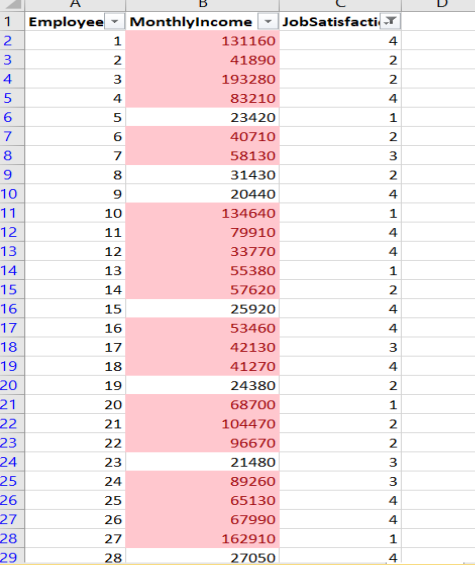 A B C D
1 Employee MonthlyIncome JobSatisfacti
2 1 131160 4
3 2 41890 2
4 3 193280 2
5 4 83210 4
6 5 23420 1
7 6 40710 2
8 7 58130 3
9 8 31430 2
10 9 20440 4
11 10 134640 1
12 11 79910 4
13 12 33770 4
14 13 55380 1
15 14 57620 2
16 15 25920 4
17 16 53460 4
18 17 42130 3
19 18 41270 4
20 19 24380 2
21 20 68700 1
22 21 104470 2
23 22 96670 2
24 23 21480 3
25 24 89260 3
26 25 65130 4
27 26 67990 4
28 27 162910 1
29 28 27050 4